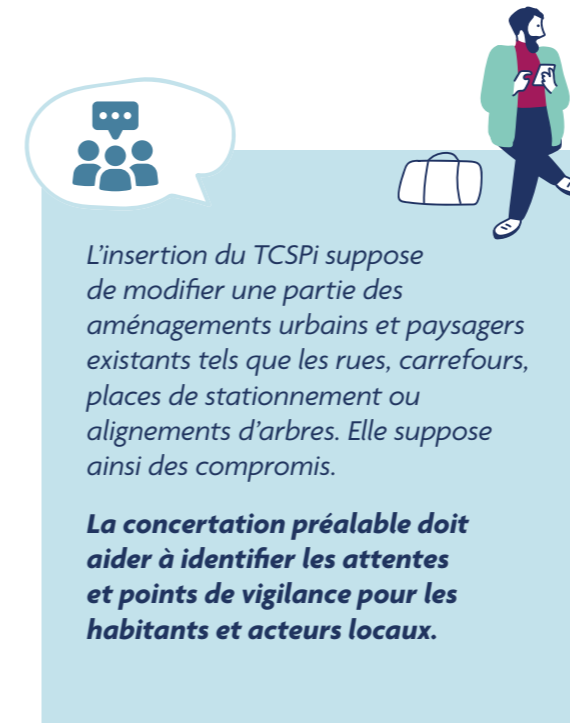 L’insertion du TCSPi suppose
de modifier une partie des
aménagements urbains et paysagers
existants tels que les rues, carrefours,
places de stationnement ou
alignements d’arbres. Elle suppose
ainsi des compromis.
La concertation préalable doit
aider à identifier les attentes
et points de vigilance pour les
habitants et acteurs locaux.